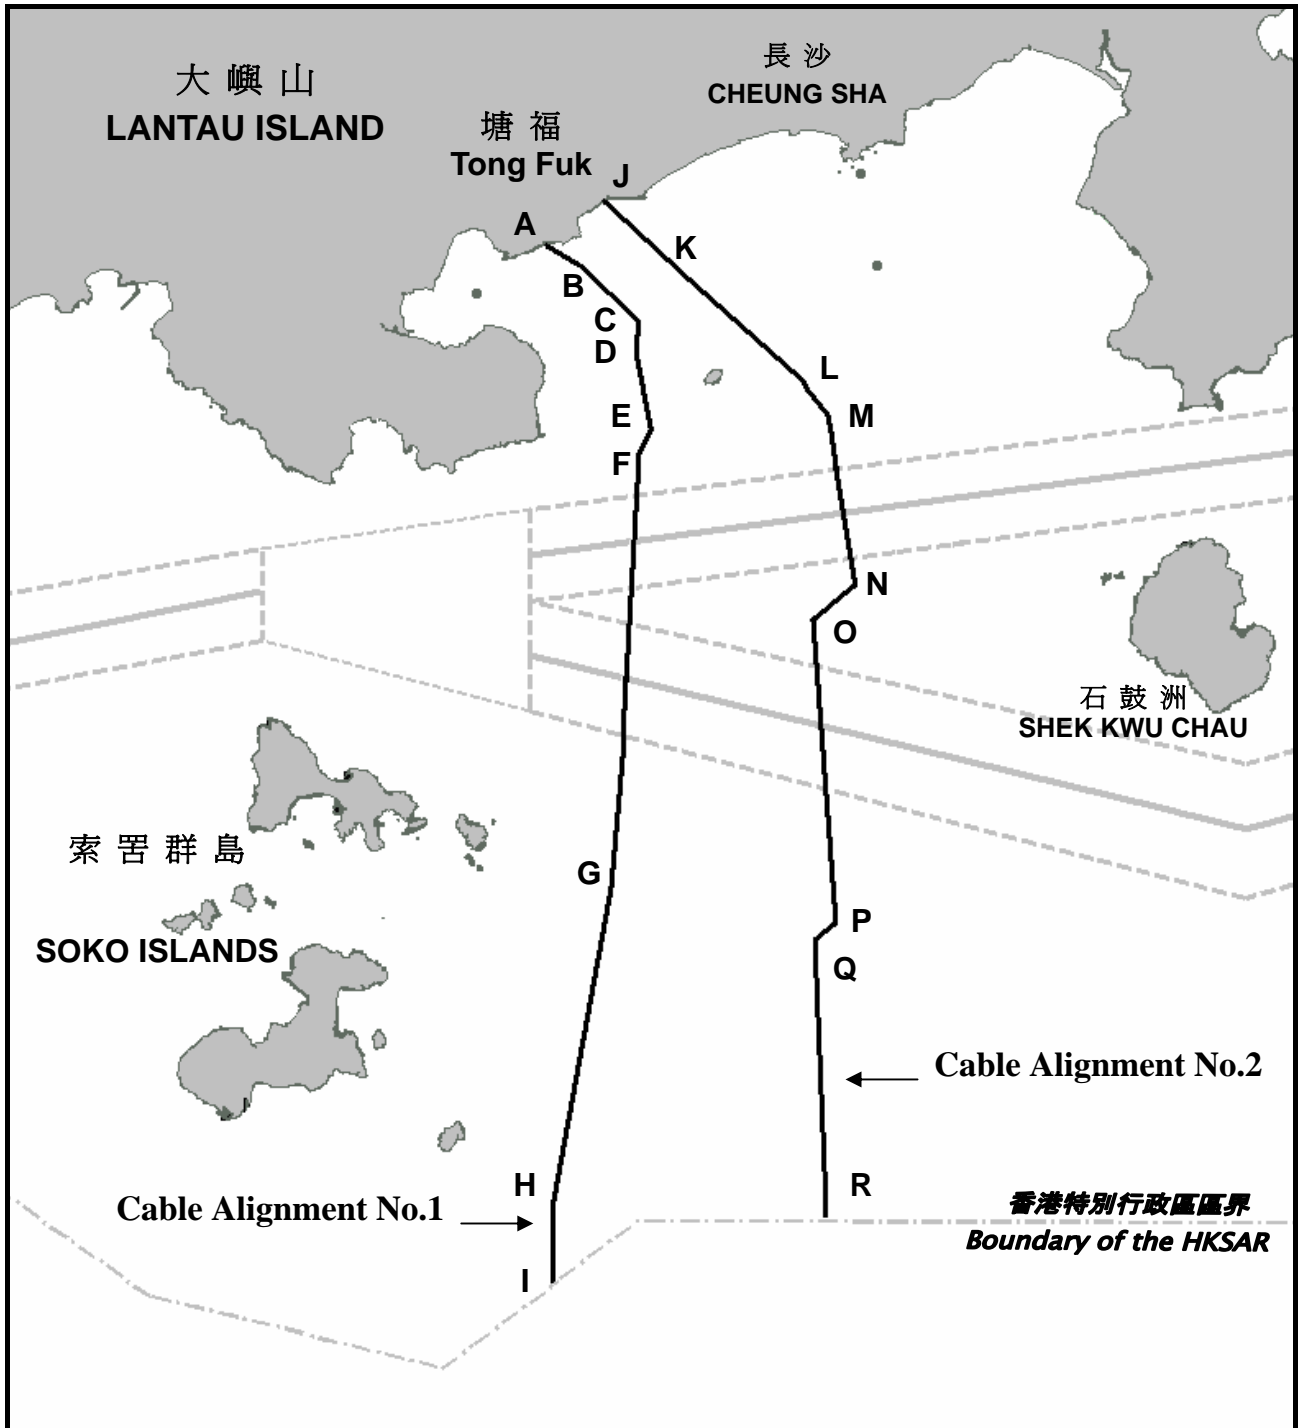 長沙
CHEUNG SHA
大嶼山
LANTAU ISLAND
塘福
Tong Fuk
J
A
K
B
C
D
L
E
M
F
N
O
石鼓洲
SHEK KWU CHAU
索罟群島
SOKO ISLANDS
G
P
Q
Cable Alignment No.2
H
R
Cable Alignment No.1
香港特別行政區區界
Boundary of the HKSAR
I